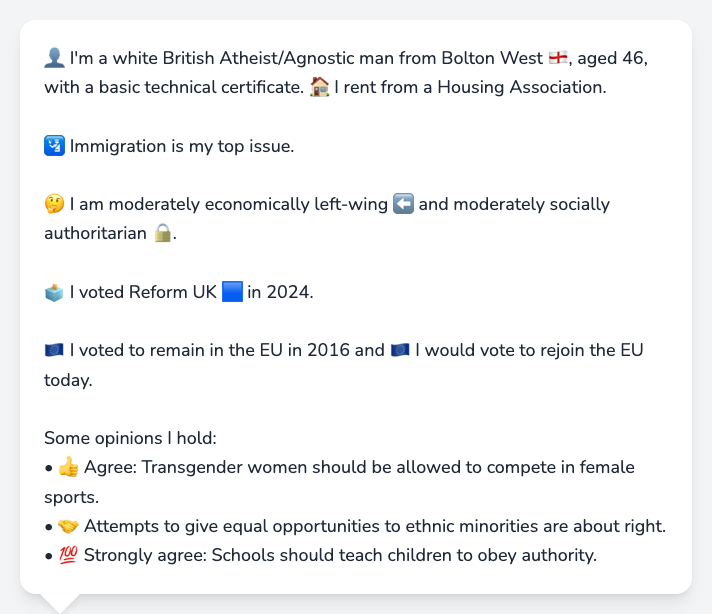 👤 I'm a white British Atheist/Agnostic man from Bolton West 🏴󠁧󠁢󠁥󠁮󠁧󠁿, aged 46,
with a basic technical certificate. 🏠 I rent from a Housing Association.
🛂 Immigration is my top issue.
🤔 I am moderately economically left-wing ⬅️ and moderately socially
authoritarian 🔒.
🗳️ I voted Reform UK 🟦 in 2024.
🇪🇺 I voted to remain in the EU in 2016 and 🇪🇺 I would vote to rejoin the EU
today.
Some opinions I hold:
• 👍 Agree: Transgender women should be allowed to compete in female
sports.
• 🤝 Attempts to give equal opportunities to ethnic minorities are about right.
• 💯 Strongly agree: Schools should teach children to obey authority.